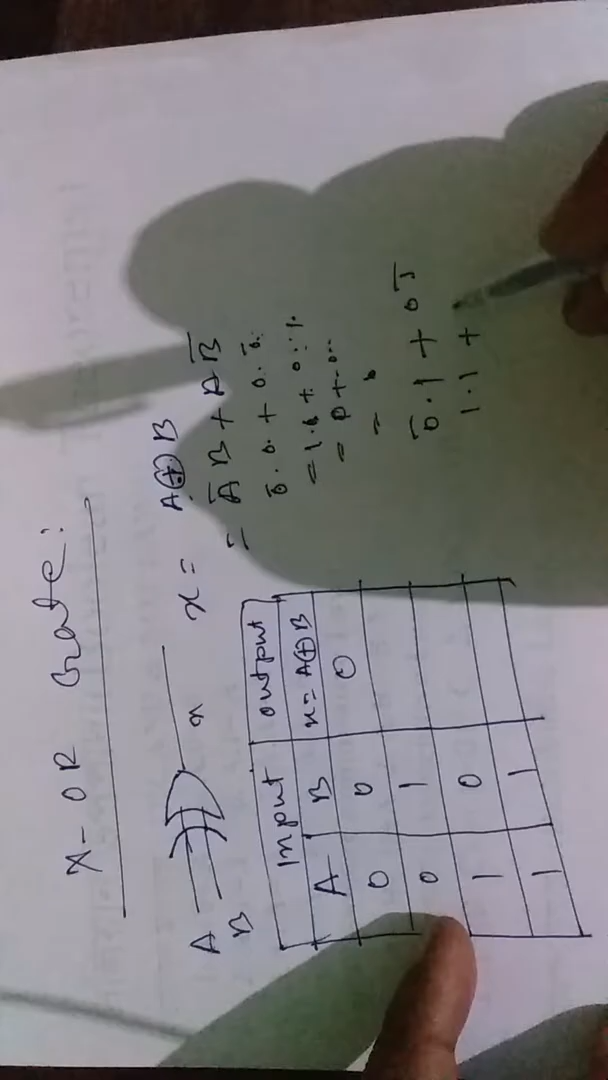 X-OR Gate:
A
B
x
x = A⊕B
= A̅B + AB̅
0̅.0. + 0.0̅.
= 1.0 + 0.1.
= 0 + 0
= 0
0̅.1 + 01̅
1.1 +
Input output
A B x = A⊕B
0 0 0
0 1
1 0
1 1